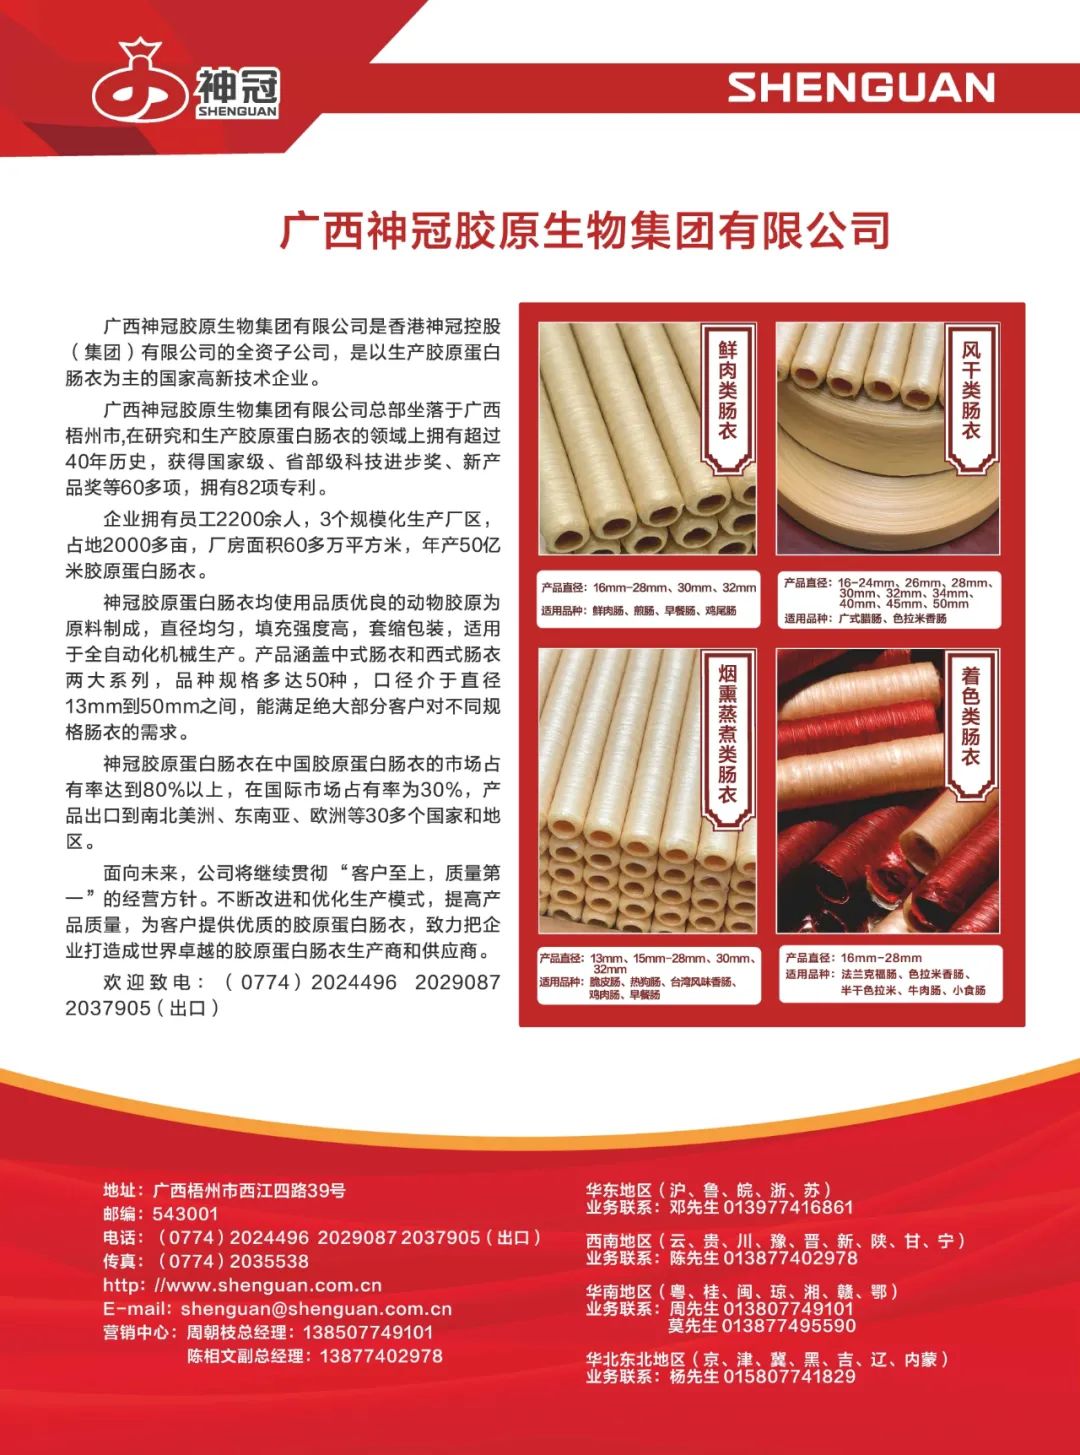 神冠
SHENGUAN
SHENGUAN
广西神冠胶原生物集团有限公司
广西神冠胶原生物集团有限公司是香港神冠控股
（集团）有限公司的全资子公司，是以生产胶原蛋白
肠衣为主的国家高新技术企业。
广西神冠胶原生物集团有限公司总部坐落于广西
梧州市,在研究和生产胶原蛋白肠衣的领域上拥有超过
40年历史，获得国家级、省部级科技进步奖、新产
品奖等60多项，拥有82项专利。
企业拥有员工2200余人，3个规模化生产厂区，
占地2000多亩，厂房面积60多万平方米，年产50亿
米胶原蛋白肠衣。
神冠胶原蛋白肠衣均使用品质优良的动物胶原为
原料制成，直径均匀，填充强度高，套缩包装，适用
于全自动化机械生产。产品涵盖中式肠衣和西式肠衣
两大系列，品种规格多达50种，口径介于直径
13mm到50mm之间，能满足绝大部分客户对不同规
格肠衣的需求。
神冠胶原蛋白肠衣在中国胶原蛋白肠衣的市场占
有率达到80%以上，在国际市场占有率为30%，产
品出口到南北美洲、东南亚、欧洲等30多个国家和地
区。
面向未来，公司将继续贯彻“客户至上，质量第
一”的经营方针。不断改进和优化生产模式，提高产
品质量，为客户提供优质的胶原蛋白肠衣，致力把企
业打造成世界卓越的胶原蛋白肠衣生产商和供应商。
欢迎致电：（0774）2024496 2029087
2037905（出口）
鲜肉类肠衣
产品直径：16mm-28mm、30mm、32mm
适用品种：鲜肉肠、煎肠、早餐肠、鸡尾肠
风干类肠衣
产品直径：16-24mm、26mm、28mm、
30mm、32mm、34mm、
40mm、45mm、50mm
适用品种：广式腊肠、色拉米香肠
烟熏蒸煮类肠衣
产品直径：13mm、15mm-28mm、30mm、
32mm
适用品种：脆皮肠、热狗肠、台湾风味香肠、
鸡肉肠、早餐肠
着色类肠衣
产品直径：16mm-28mm
适用品种：法兰克福肠、色拉米香肠、
半干色拉米、牛肉肠、小食肠
地址：广西梧州市西江四路39号
邮编：543001
电话：（0774）2024496 2029087 2037905（出口）
传真：（0774）2035538
http：//www.shenguan.com.cn
E-mail：shenguan@shenguan.com.cn
营销中心：周朝枝总经理：138507749101
陈相文副总经理：13877402978
华东地区（沪、鲁、皖、浙、苏）
业务联系：邓先生 013977416861
西南地区（云、贵、川、豫、晋、新、陕、甘、宁）
业务联系：陈先生 013877402978
华南地区（粤、桂、闽、琼、湘、赣、鄂）
业务联系：周先生 013807749101
莫先生 013877495590
华北东北地区（京、津、冀、黑、吉、辽、内蒙）
业务联系：杨先生 015807741829